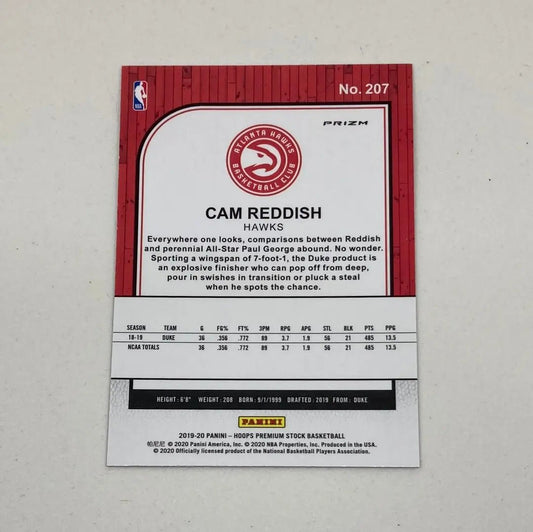 No. 207
PRIZM
ATLANTA HAWKS
BASKETBALL CLUB
CAM REDDISH
HAWKS
Everywhere one looks, comparisons between Reddish
and perennial All-Star Paul George abound. No wonder.
Sporting a wingspan of 7-foot-1, the Duke product is
an explosive finisher who can pop off from deep,
pour in swishes in transition or pluck a steal
when he spots the chance.
SEASON TEAM G FG% FT% 3PM RPG APG STL BLK PTS PPG
18-19 DUKE 36 .356 .772 89 3.7 1.9 56 21 485 13.5
NCAA TOTALS 36 .356 .772 89 3.7 1.9 56 21 485 13.5
HEIGHT: 6'8" WEIGHT: 208 BORN: 9/1/1999 DRAFTED: 2019 FROM: DUKE
PANINI
2019-20 PANINI – HOOPS PREMIUM STOCK BASKETBALL
帕尼尼 © 2020 Panini America, Inc. © 2020 NBA Properties, Inc. Produced in the USA.
© 2020 Officially licensed product of the National Basketball Players Association.